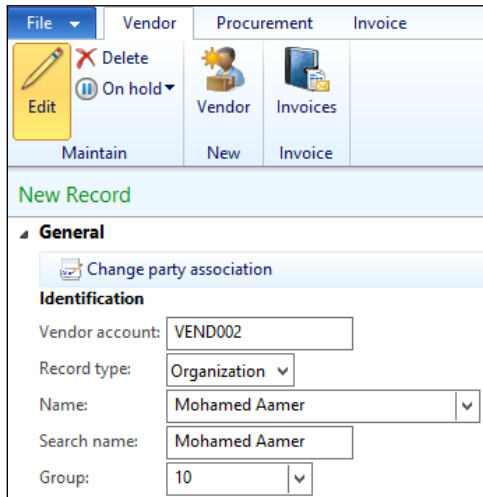 File Vendor Procurement Invoice
Edit
Delete
On hold
Vendor
Invoices
Maintain New Invoice
New Record
General
Change party association
Identification
Vendor account: VEND002
Record type: Organization
Name: Mohamed Aamer
Search name: Mohamed Aamer
Group: 10